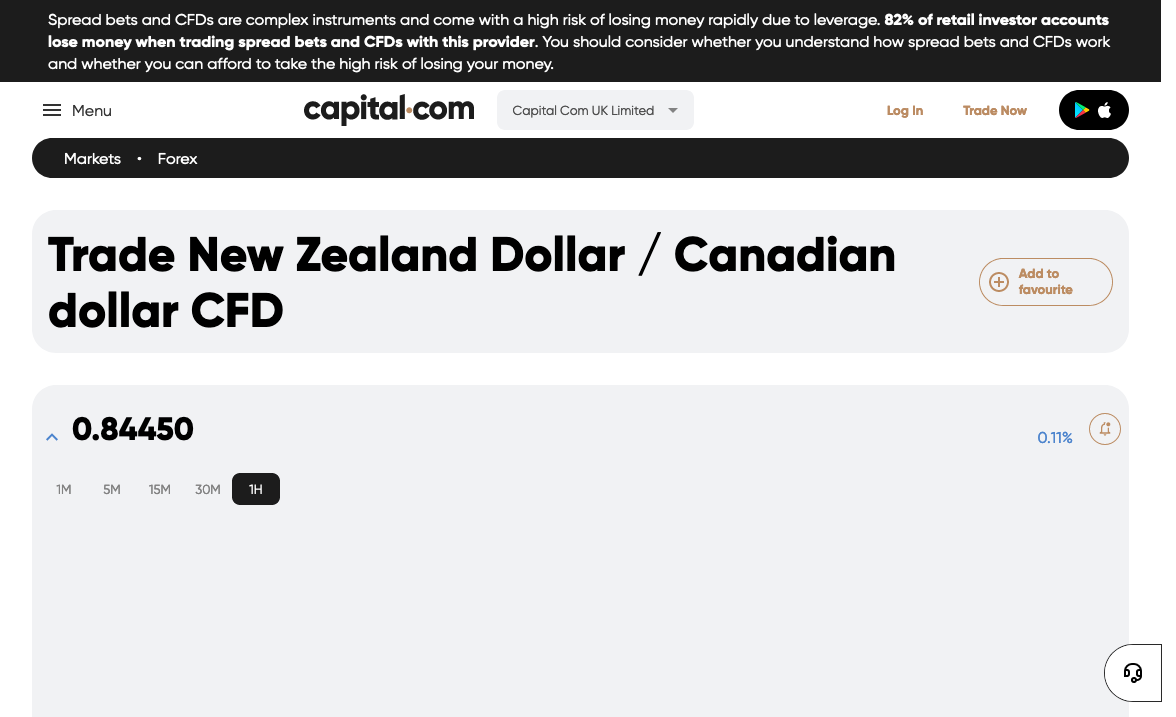 Spread bets and CFDs are complex instruments and come with a high risk of losing money rapidly due to leverage. 82% of retail investor accounts
lose money when trading spread bets and CFDs with this provider. You should consider whether you understand how spread bets and CFDs work
and whether you can afford to take the high risk of losing your money.
Menu
capital.com
Capital Com UK Limited
Log In
Trade Now
Markets • Forex
Trade New Zealand Dollar / Canadian
dollar CFD
Add to
favourite
0.84450
0.11%
1M 5M 15M 30M 1H